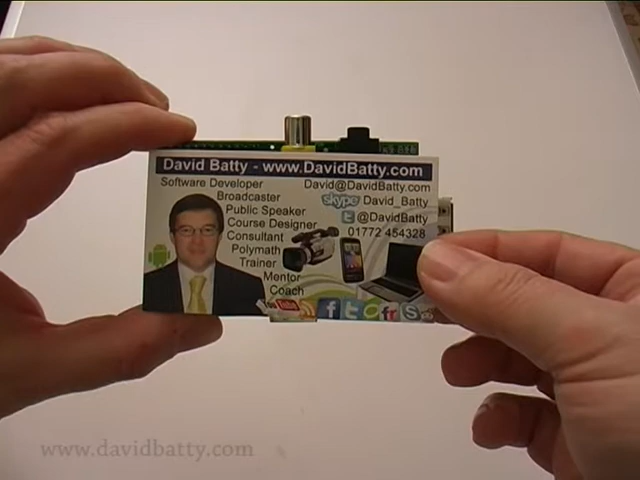 David Batty - www.DavidBatty.com
Software Developer
David@DavidBatty.com
Broadcaster
skype David_Batty
Public Speaker
@DavidBatty
Course Designer
01772 454328
Consultant
Polymath
Trainer
Mentor
Coach
www.davidbatty.com